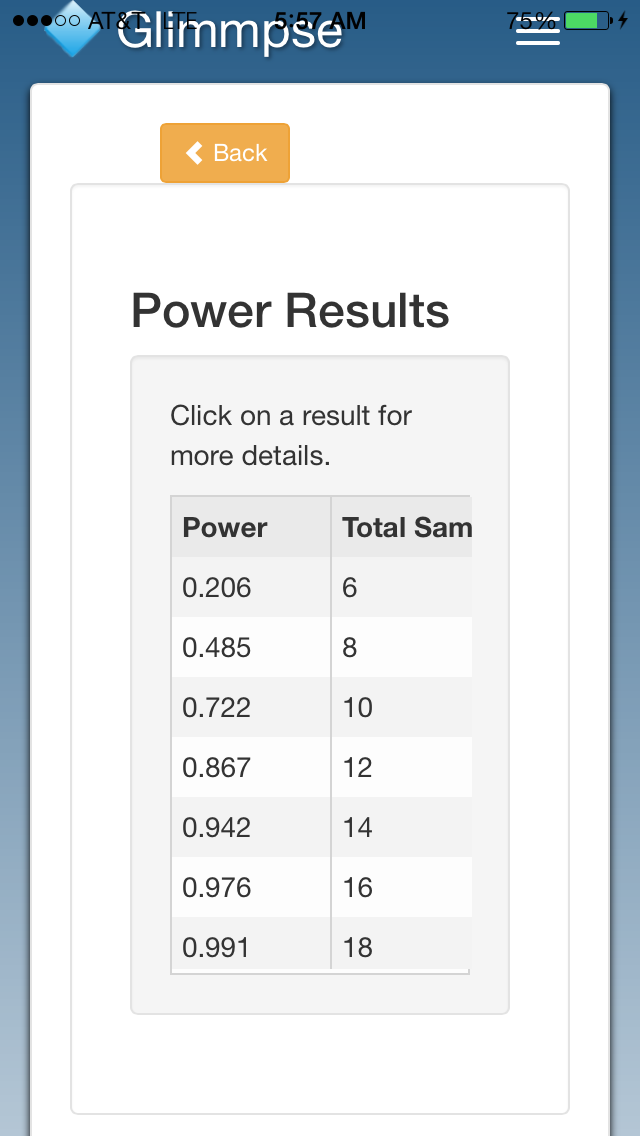 AT&T LTE 5:57 AM 75%
Glimmpse
Back
Power Results
Click on a result for
more details.
Power Total Sam
0.206 6
0.485 8
0.722 10
0.867 12
0.942 14
0.976 16
0.991 18